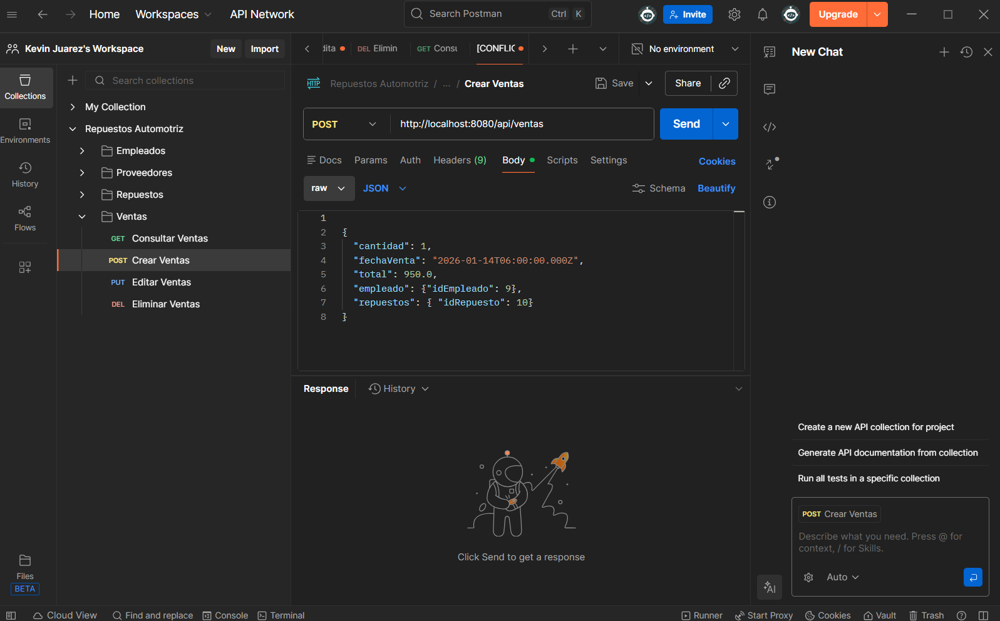 Home
Workspaces
API Network
Search Postman
Ctrl K
Invite
Upgrade
Kevin Juarez's Workspace
New
Import
dita
DEL Elimin
GET Consu
[CONFLIC
No environment
New Chat
Collections
Environments
History
Flows
Files
BETA
Search collections
My Collection
Repuestos Automotriz
Empleados
Proveedores
Repuestos
Ventas
GET Consultar Ventas
POST Crear Ventas
PUT Editar Ventas
DEL Eliminar Ventas
HTTP Repuestos Automotriz / ... / Crear Ventas
Save
Share
POST
http://localhost:8080/api/ventas
Send
Docs
Params
Auth
Headers (9)
Body
Scripts
Settings
Cookies
raw
JSON
Schema
Beautify
1
2 {
3 "cantidad": 1,
4 "fechaVenta": "2026-01-14T06:00:00.000Z",
5 "total": 950.0,
6 "empleado": {"idEmpleado": 9},
7 "repuestos": { "idRepuesto": 10}
8 }
Response
History
Click Send to get a response
Create a new API collection for project
Generate API documentation from collection
Run all tests in a specific collection
POST Crear Ventas
Describe what you need. Press @ for
context, / for Skills.
Auto
AI
Cloud View
Find and replace
Console
Terminal
Runner
Start Proxy
Cookies
Vault
Trash